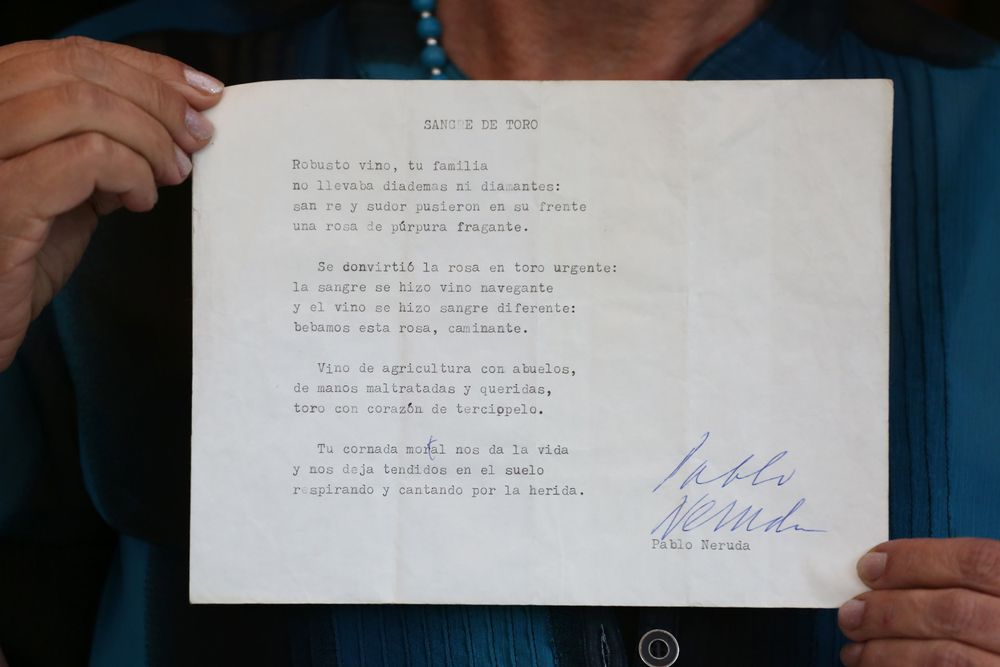 SANGRE DE TORO
Robusto vino, tu familia
no llevaba diademas ni diamantes:
san re y sudor pusieron en su frente
una rosa de púrpura fragante.
Se donvirtió la rosa en toro urgente:
la sangre se hizo vino navegante
y el vino se hizo sangre diferente:
bebamos esta rosa, caminante.
Vino de agricultura con abuelos,
de manos maltratadas y queridas,
toro con corazón de terciopelo.
Tu cornada mortal nos da la vida
y nos deja tendidos en el suelo
respirando y cantando por la herida.
Pablo
Neruda
Pablo Neruda